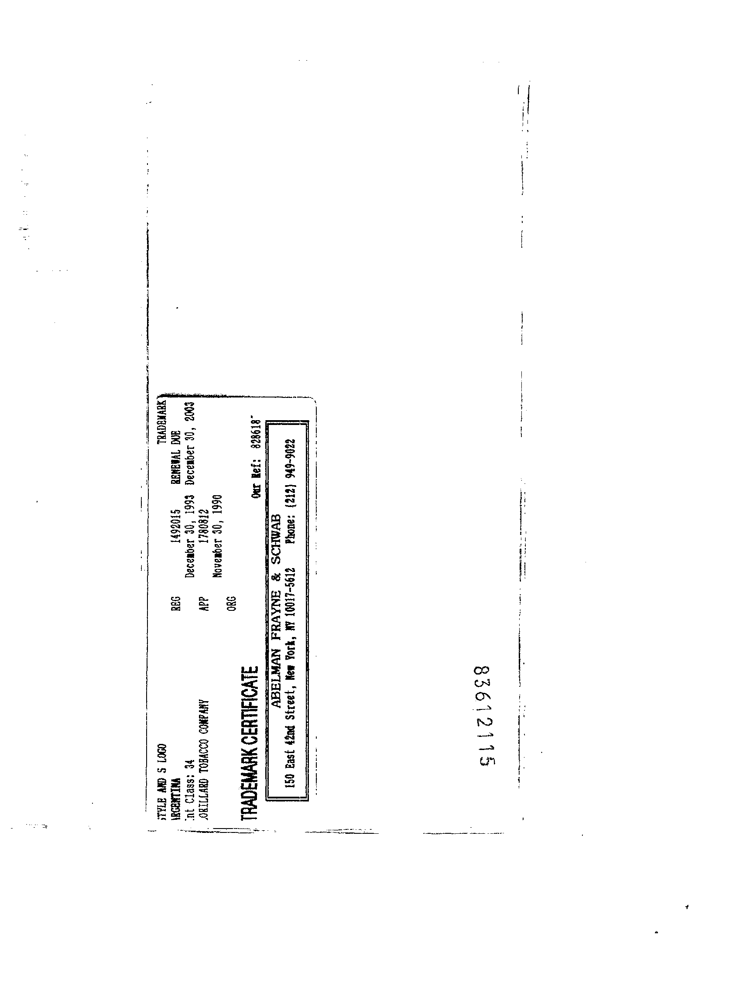 STYLE AND S LOGO TRADEMARK
ARGENTINA REG 1492015 RENEWAL DUE
Int Class: 34 December 30, 1993 December 30, 2003
LORILLARD TOBACCO COMPANY APP 1780812
November 30, 1990
ORG
TRADEMARK CERTIFICATE Our Ref: 828618
ABELMAN FRAYNE & SCHWAB
150 East 42nd Street, New York, NY 10017-5612 Phone: (212) 949-9022
83612115